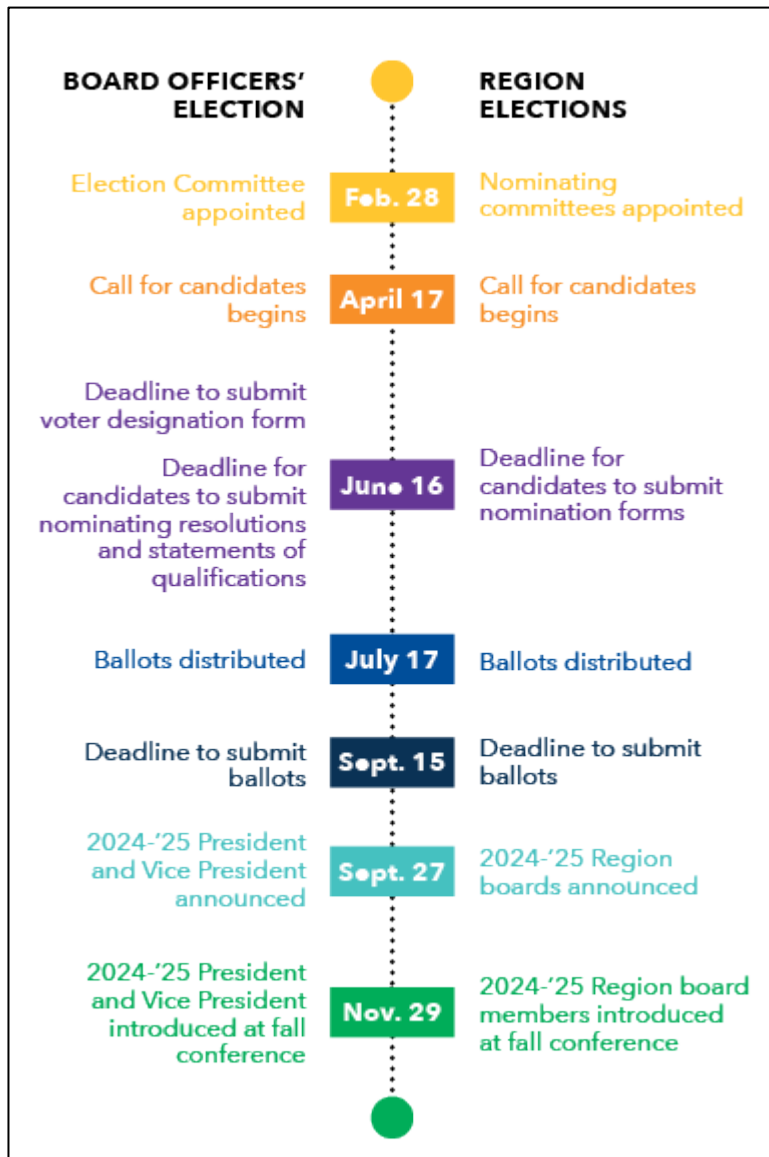 BOARD OFFICERS'
ELECTION
REGION
ELECTIONS
Election Committee
appointed
Feb. 28
Nominating
committees appointed
Call for candidates
begins
April 17
Call for candidates
begins
Deadline to submit
voter designation form
Deadline for
candidates to submit
nominating resolutions
and statements of
qualifications
June 16
Deadline for
candidates to submit
nomination forms
Ballots distributed
July 17
Ballots distributed
Deadline to submit
ballots
Sept. 15
Deadline to submit
ballots
2024-'25 President
and Vice President
announced
Sept. 27
2024-'25 Region
boards announced
2024-'25 President
and Vice President
introduced at fall
conference
Nov. 29
2024-'25 Region board
members introduced
at fall conference